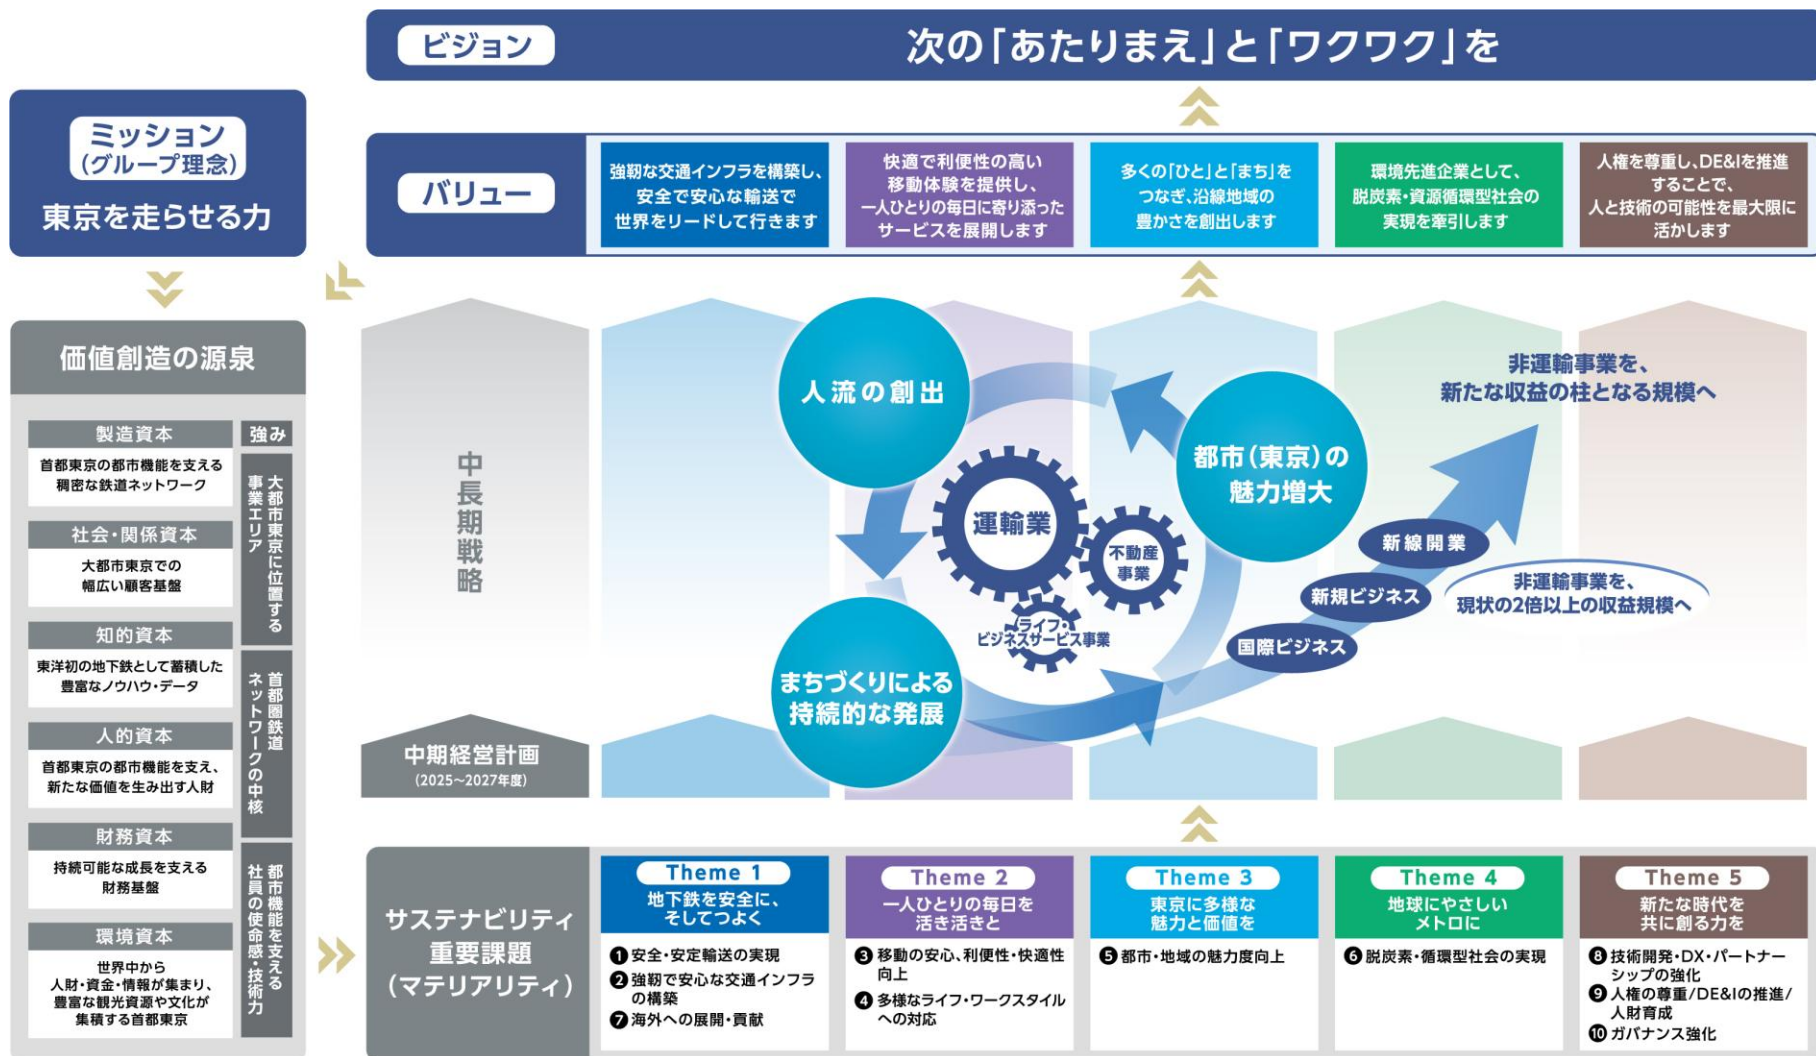 ビジョン
次の「あたりまえ」と「ワクワク」を
ミッション
(グループ理念)
東京を走らせる力
バリュー
強靭な交通インフラを構築し、
安全で安心な輸送で
世界をリードして行きます
快適で利便性の高い
移動体験を提供し、
一人ひとりの毎日に寄り添った
サービスを展開します
多くの「ひと」と「まち」を
つなぎ、沿線地域の
豊かさを創出します
環境先進企業として、
脱炭素・資源循環型社会の
実現を牽引します
人権を尊重し、DE&Iを推進
することで、
人と技術の可能性を最大限に
活かします
価値創造の源泉
製造資本
首都東京の都市機能を支える
稠密な鉄道ネットワーク
社会・関係資本
大都市東京での
幅広い顧客基盤
知的資本
東洋初の地下鉄として蓄積した
豊富なノウハウ・データ
人的資本
首都東京の都市機能を支え、
新たな価値を生み出す人財
財務資本
持続可能な成長を支える
財務基盤
環境資本
世界中から
人財・資金・情報が集まり、
豊富な観光資源や文化が
集積する首都東京
強み
大都市東京に位置する
事業エリア
首都圏鉄道
ネットワークの中核
都市機能を支える
社員の使命感・技術力
中長期戦略
人流の創出
都市(東京)の
魅力増大
まちづくりによる
持続的な発展
運輸業
不動産
事業
ライフ・
ビジネスサービス事業
非運輸事業を、
新たな収益の柱となる規模へ
新線開業
新規ビジネス
国際ビジネス
非運輸事業を、
現状の2倍以上の収益規模へ
中期経営計画
(2025~2027年度)
サステナビリティ
重要課題
(マテリアリティ)
Theme 1
地下鉄を安全に、
そしてつよく
❶安全・安定輸送の実現
❷強靭で安心な交通インフラ
の構築
❼海外への展開・貢献
Theme 2
一人ひとりの毎日を
活き活きと
❸移動の安心、利便性・快適性
向上
❹多様なライフ・ワークスタイル
への対応
Theme 3
東京に多様な
魅力と価値を
❺都市・地域の魅力度向上
Theme 4
地球にやさしい
メトロに
❻脱炭素・循環型社会の実現
Theme 5
新たな時代を
共に創る力を
❽技術開発・DX・パートナー
シップの強化
❾人権の尊重/DE&Iの推進/
人財育成
❿ガバナンス強化